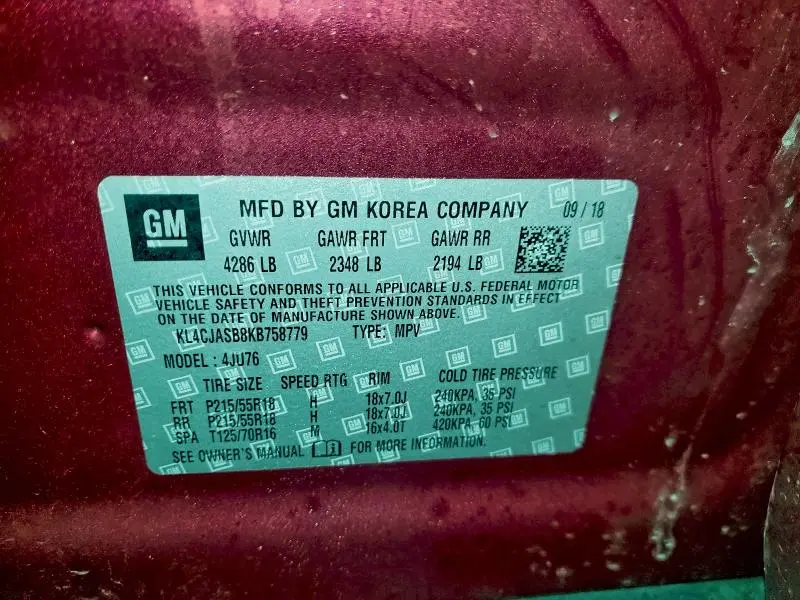 GM MFD BY GM KOREA COMPANY 09 / 18
GVWR GAWR FRT GAWR RR
4286 LB 2348 LB 2194 LB
THIS VEHICLE CONFORMS TO ALL APPLICABLE U.S. FEDERAL MOTOR
VEHICLE SAFETY AND THEFT PREVENTION STANDARDS IN EFFECT
ON THE DATE OF MANUFACTURE SHOWN ABOVE.
KL4CJASB8KB758779 TYPE: MPV
MODEL : 4JU76
TIRE SIZE SPEED RTG RIM COLD TIRE PRESSURE
FRT P215/55R18 H 18x7.0J 240KPA, 35 PSI
RR P215/55R18 H 18x7.0J 240KPA, 35 PSI
SPA T125/70R16 M 16x4.0T 420KPA, 60 PSI
SEE OWNER'S MANUAL FOR MORE INFORMATION.